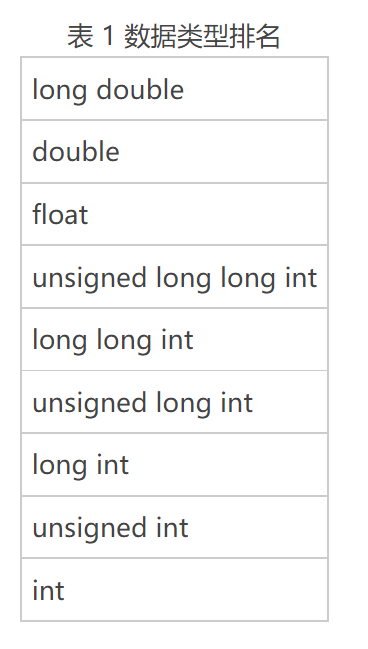 表 1 数据类型排名
long double
double
float
unsigned long long int
long long int
unsigned long int
long int
unsigned int
int